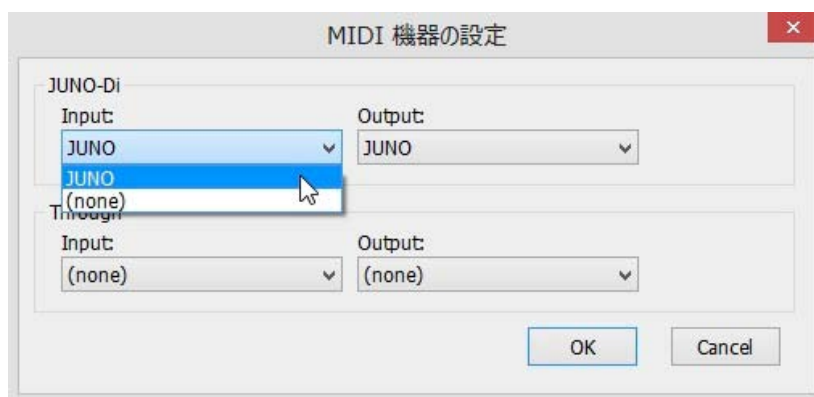 MIDI 機器の設定
JUNO-Di
Input: Output:
JUNO JUNO
JUNO
(none)
Through
Input: Output:
(none) (none)
OK Cancel